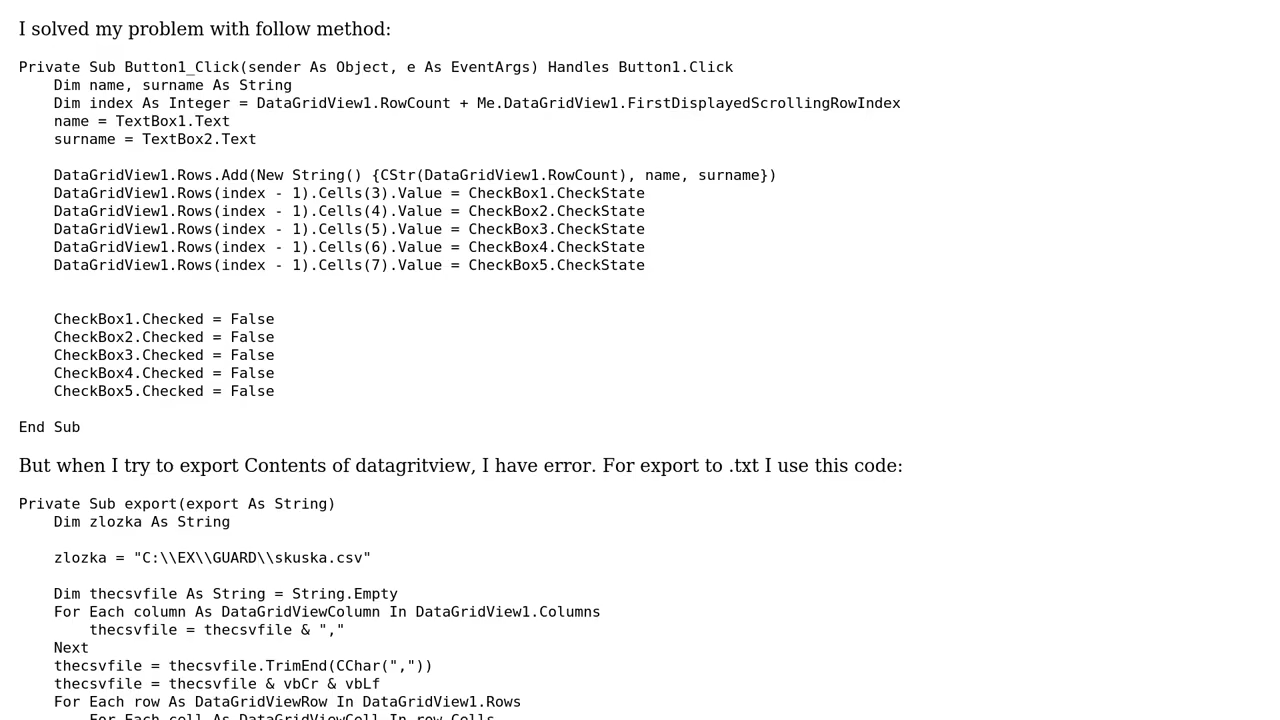 I solved my problem with follow method:
Private Sub Button1_Click(sender As Object, e As EventArgs) Handles Button1.Click
    Dim name, surname As String
    Dim index As Integer = DataGridView1.RowCount + Me.DataGridView1.FirstDisplayedScrollingRowIndex
    name = TextBox1.Text
    surname = TextBox2.Text
    DataGridView1.Rows.Add(New String() {CStr(DataGridView1.RowCount), name, surname})
    DataGridView1.Rows(index - 1).Cells(3).Value = CheckBox1.CheckState
    DataGridView1.Rows(index - 1).Cells(4).Value = CheckBox2.CheckState
    DataGridView1.Rows(index - 1).Cells(5).Value = CheckBox3.CheckState
    DataGridView1.Rows(index - 1).Cells(6).Value = CheckBox4.CheckState
    DataGridView1.Rows(index - 1).Cells(7).Value = CheckBox5.CheckState
    CheckBox1.Checked = False
    CheckBox2.Checked = False
    CheckBox3.Checked = False
    CheckBox4.Checked = False
    CheckBox5.Checked = False
End Sub
But when I try to export Contents of datagritview, I have error. For export to .txt I use this code:
Private Sub export(export As String)
    Dim zlozka As String
    zlozka = "C:\\EX\\GUARD\\skuska.csv"
    Dim thecsvfile As String = String.Empty
    For Each column As DataGridViewColumn In DataGridView1.Columns
        thecsvfile = thecsvfile & ","
    Next
    thecsvfile = thecsvfile.TrimEnd(CChar(","))
    thecsvfile = thecsvfile & vbCr & vbLf
    For Each row As DataGridViewRow In DataGridView1.Rows
        For Each cell As DataGridViewCell In row.Cells